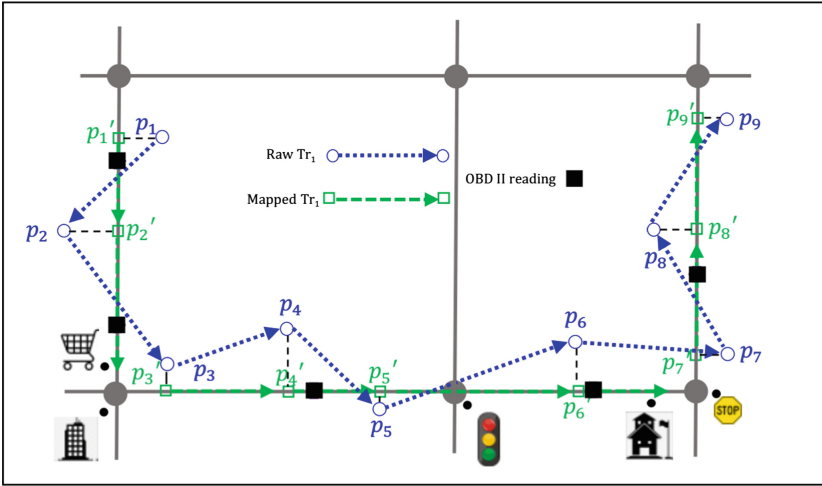 p₁′ p₁ p₉′ p₉
Raw Tr₁
OBD II reading
Mapped Tr₁
p₂ p₂′ p₈′
p₈
p₄ p₆
p₃′ p₃ p₄′ p₅′ p₇′ p₇
p₅ p₆′
STOP